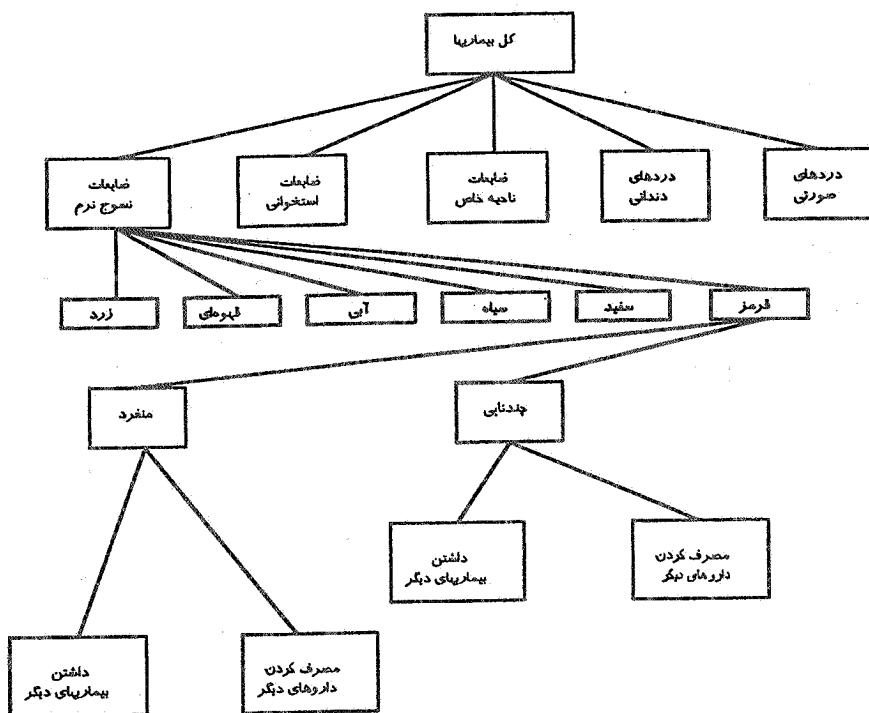 کل بیماریها
دردهای
صورتی
دردهای
دندانی
ضایعات
ناحیه خاص
ضایعات
استخوانی
ضایعات
نسوج نرم
قرمز
سفید
سیاه
آبی
قهوه‌ای
زرد
چندتایی
منفرد
مصرف کردن
داروهای دیگر
داشتن
بیماریهای دیگر
مصرف کردن
داروهای دیگر
داشتن
بیماریهای دیگر